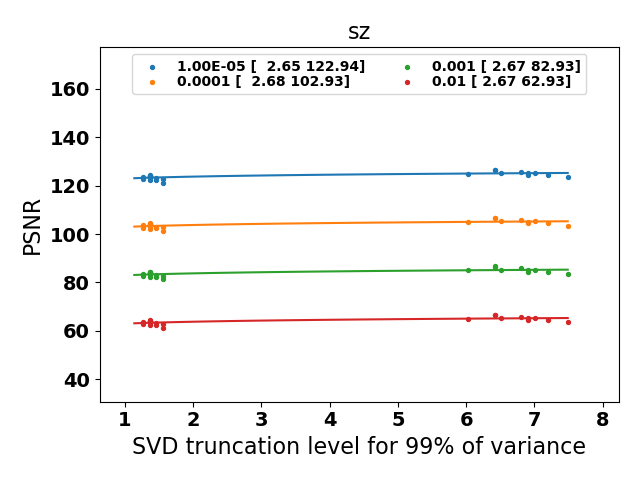 sz
1.00E-05 [  2.65 122.94]
0.0001 [  2.68 102.93]
0.001 [ 2.67 82.93]
0.01 [ 2.67 62.93]
PSNR
160
140
120
100
80
60
40
1 2 3 4 5 6 7 8
SVD truncation level for 99% of variance